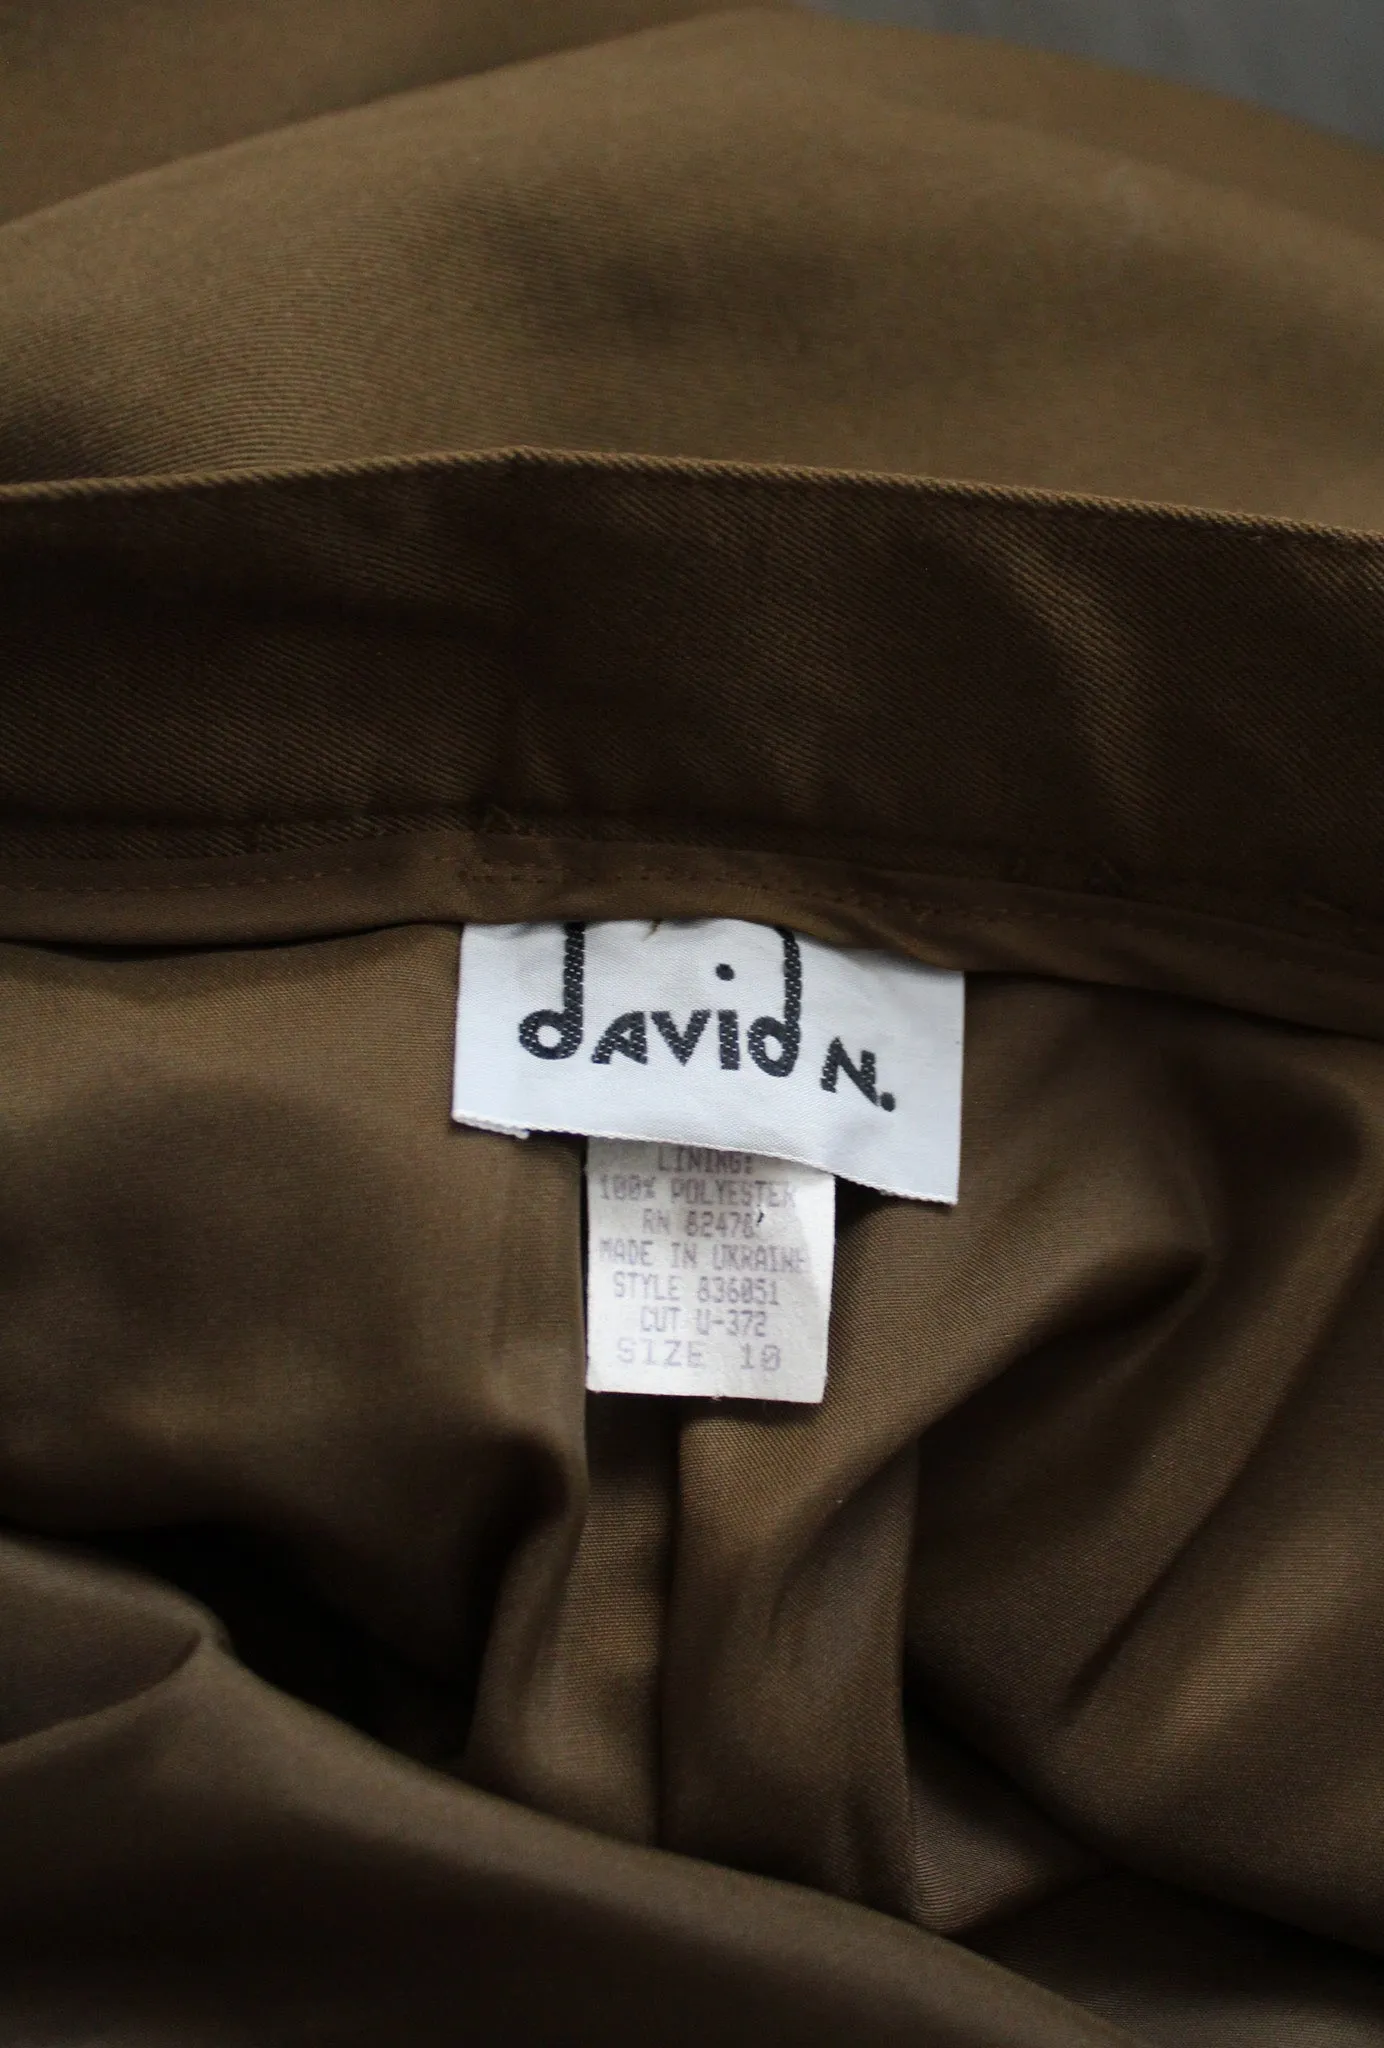 david N.
LINING:
100% POLYESTER
RN 82478
MADE IN UKRAINE
STYLE 836051
CUT U-372
SIZE 10